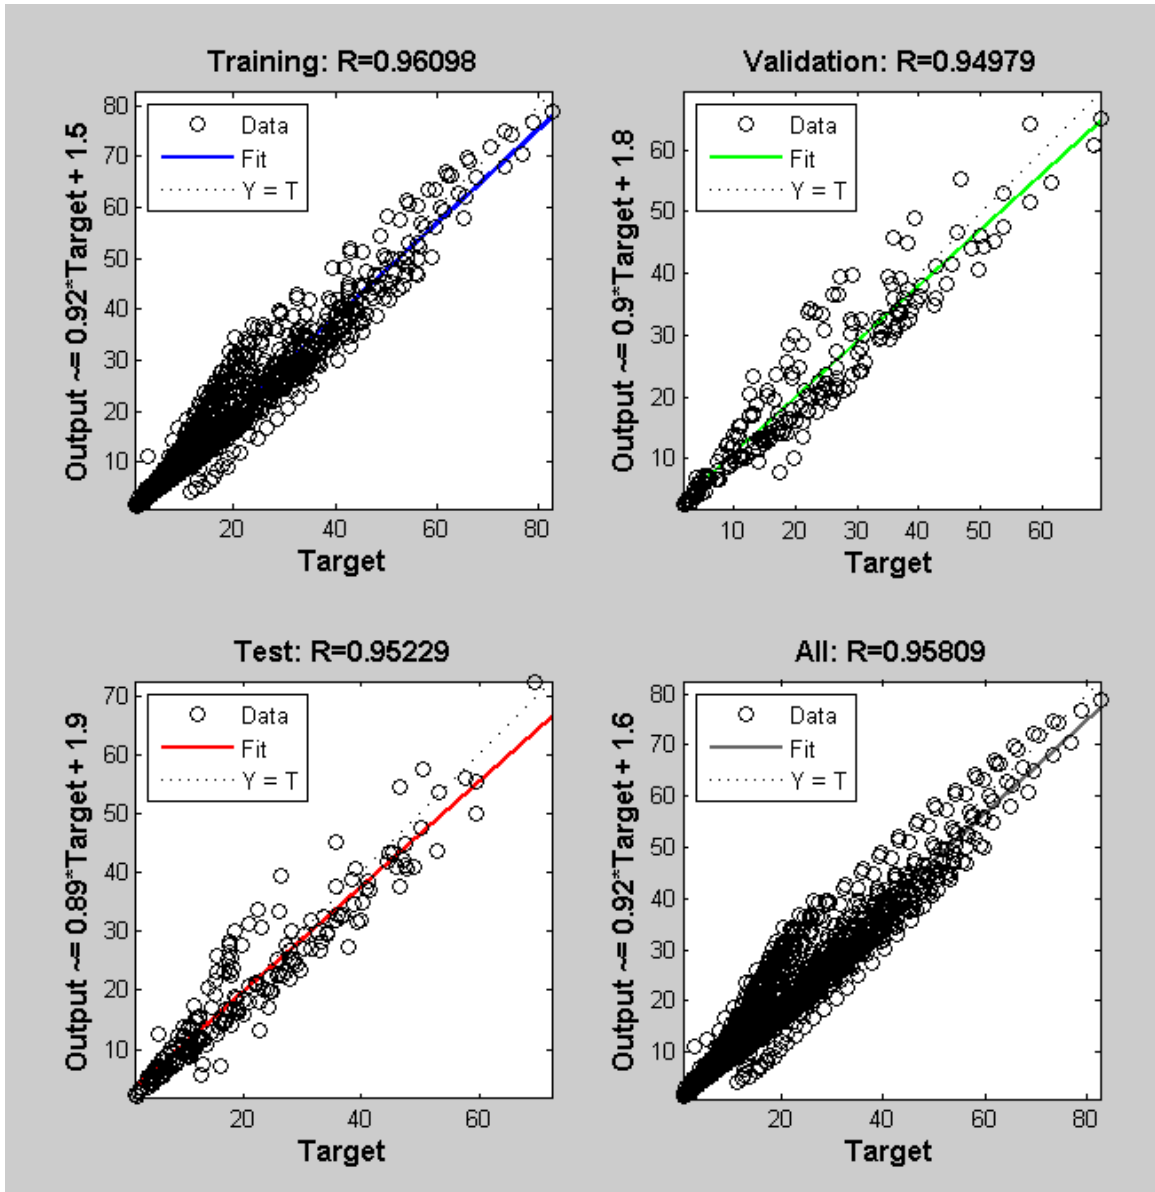 Training: R=0.96098
Output ~= 0.92*Target + 1.5
80
70
60
50
40
30
20
10
Data
Fit
Y = T
20
40
60
80
Target
Validation: R=0.94979
Output ~= 0.9*Target + 1.8
60
50
40
30
20
10
Data
Fit
Y = T
10
20
30
40
50
60
Target
Test: R=0.95229
Output ~= 0.89*Target + 1.9
70
60
50
40
30
20
10
Data
Fit
Y = T
20
40
60
Target
All: R=0.95809
Output ~= 0.92*Target + 1.6
80
70
60
50
40
30
20
10
Data
Fit
Y = T
20
40
60
80
Target